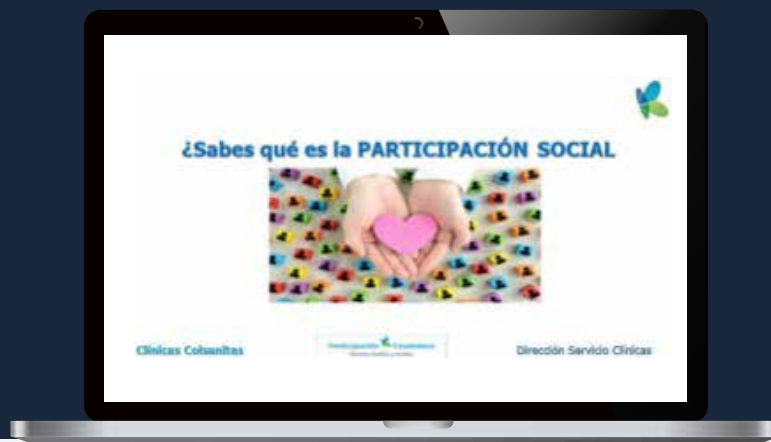 ¿Sabes qué es la PARTICIPACIÓN SOCIAL
Clínicas Colsanitas
Dirección Servicio Clínicas